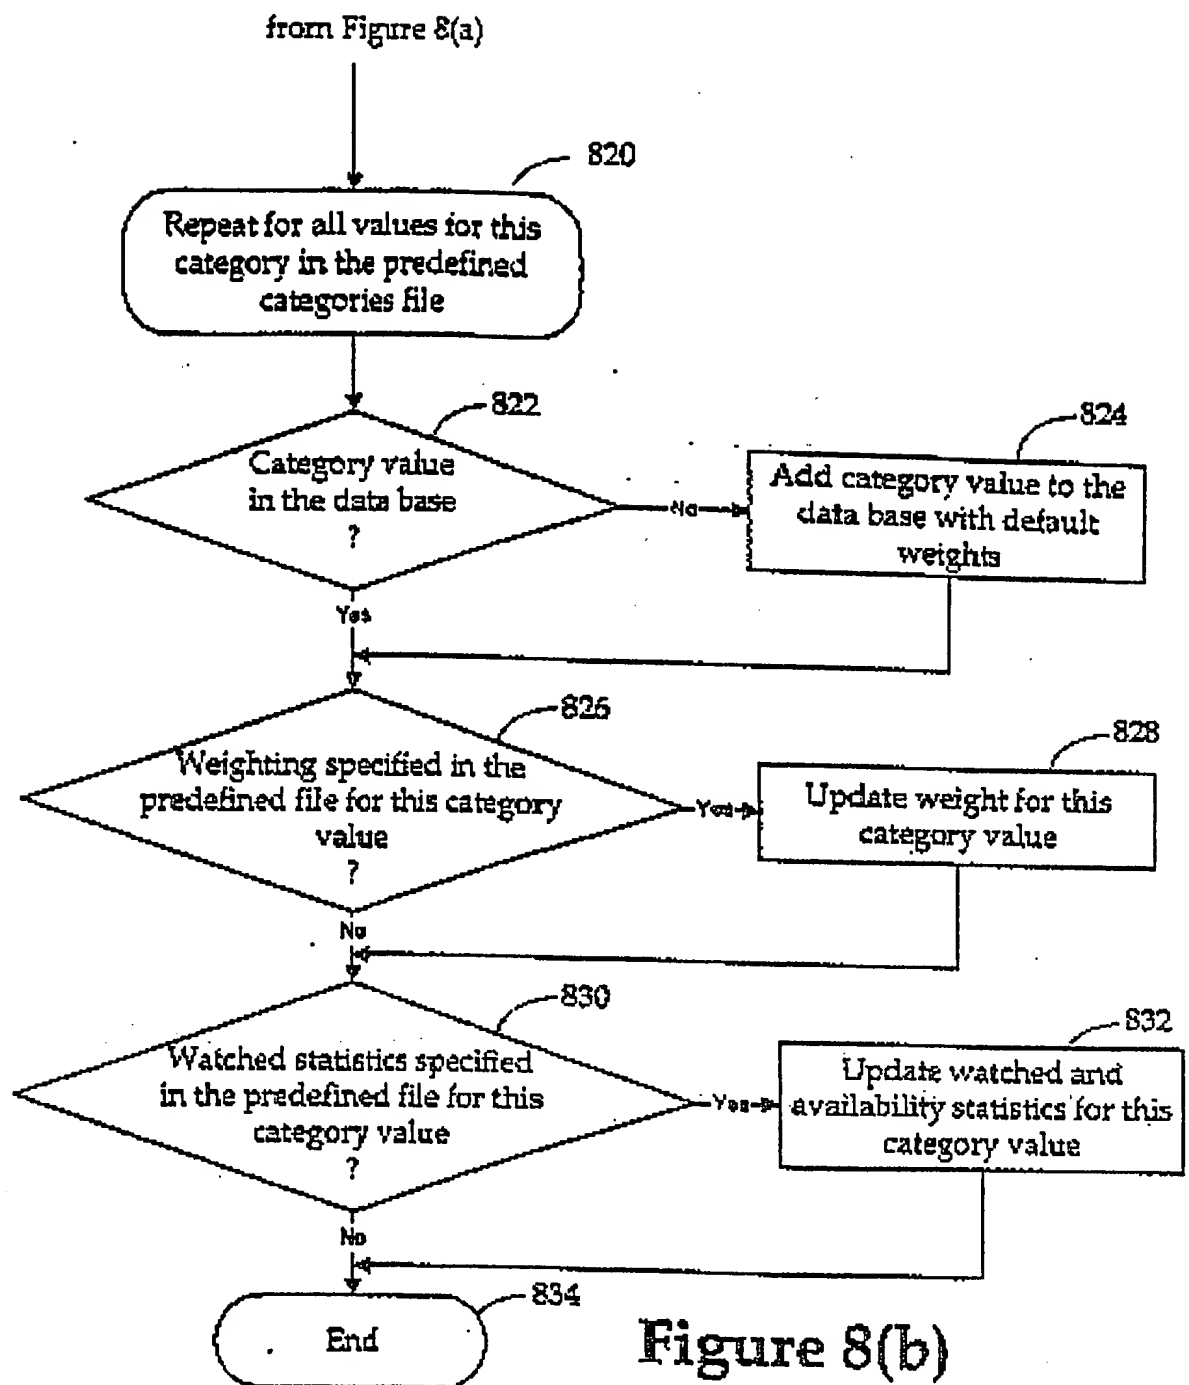 from Figure 8(a)
820
Repeat for all values for this
category in the predefined
categories file
822
Category value
in the data base
?
No
824
Add category value to the
data base with default
weights
Yes
826
Weighting specified in the
predefined file for this category
value
?
Yes
828
Update weight for this
category value
No
830
Watched statistics specified
in the predefined file for this
category value
?
Yes
832
Update watched and
availability statistics for this
category value
No
834
End
Figure 8(b)